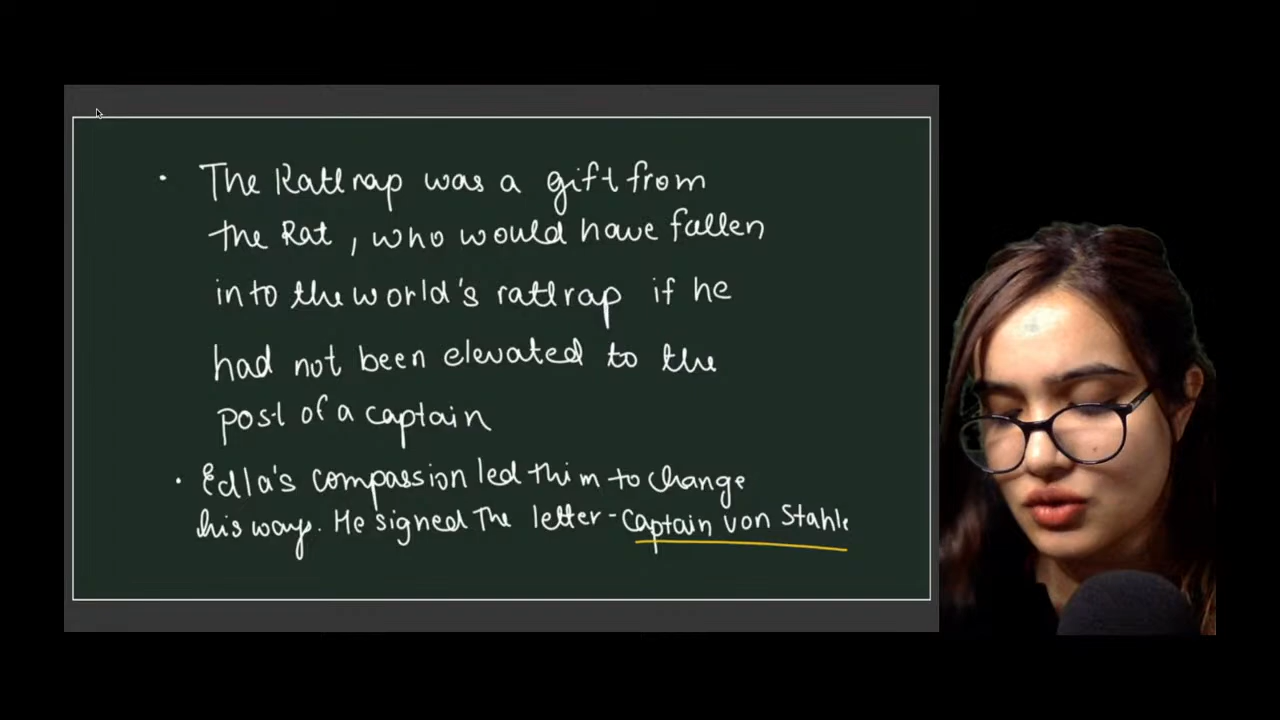 • The Rattrap was a gift from
the Rat, who would have fallen
into the world's rattrap if he
had not been elevated to the
post of a captain
• Edla's compassion led him to change
his ways. He signed The letter - Captain von Stahle